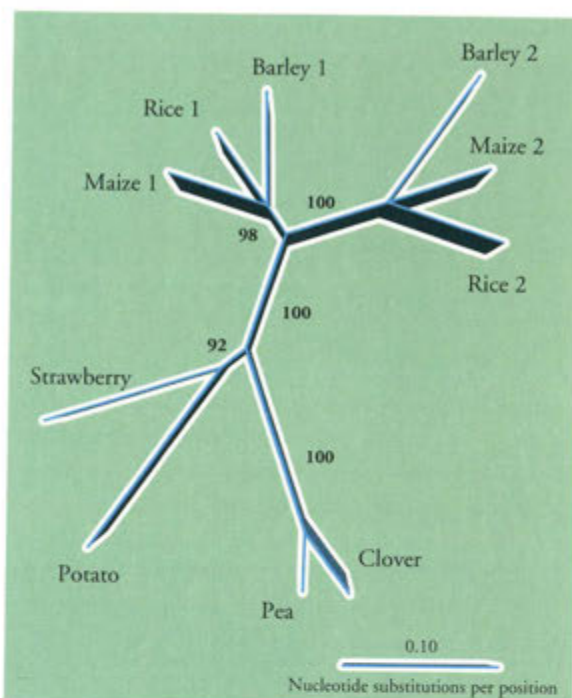 Barley 2
Barley 1
Rice 1
Maize 2
Maize 1
100
98
Rice 2
100
92
Strawberry
100
Clover
Potato
Pea
0.10
Nucleotide substitutions per position